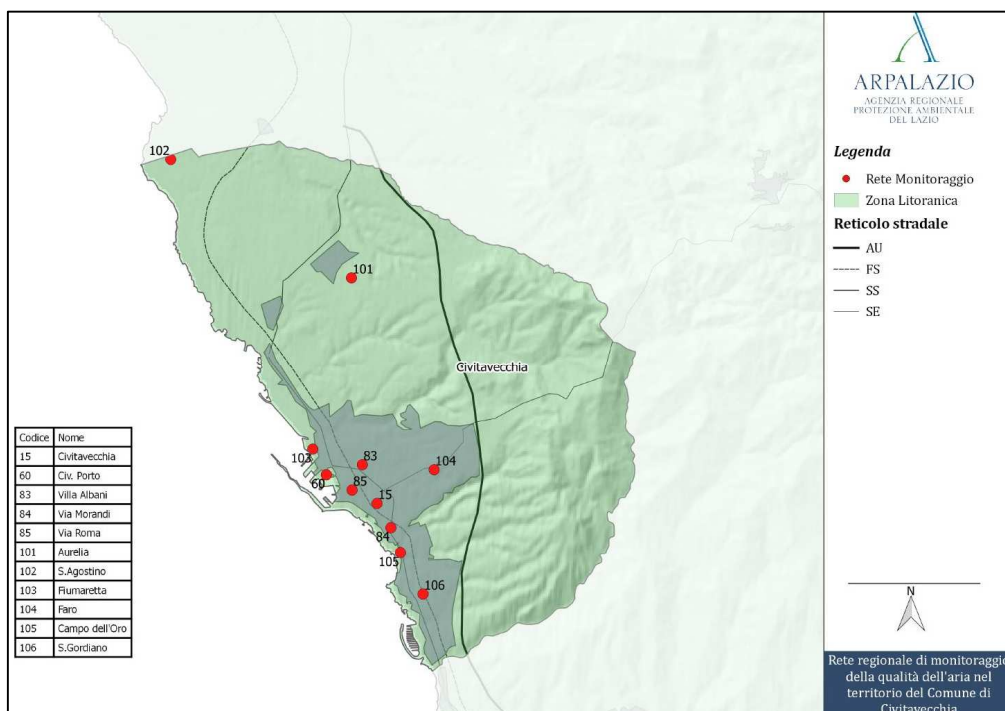 102
101
Civitavecchia
103
83
104
60
85
15
84
105
106
Codice Nome
15 Civitavecchia
60 Civ. Porto
83 Villa Albani
84 Via Morandi
85 Via Roma
101 Aurelia
102 S.Agostino
103 Fiumaretta
104 Faro
105 Campo dell'Oro
106 S.Gordiano
ARPALAZIO
AGENZIA REGIONALE
PROTEZIONE AMBIENTALE
DEL LAZIO
Legenda
Rete Monitoraggio
Zona Litoranica
Reticolo stradale
AU
FS
SS
SE
N
Rete regionale di monitoraggio
della qualità dell'aria nel
territorio del Comune di
Civitavecchia